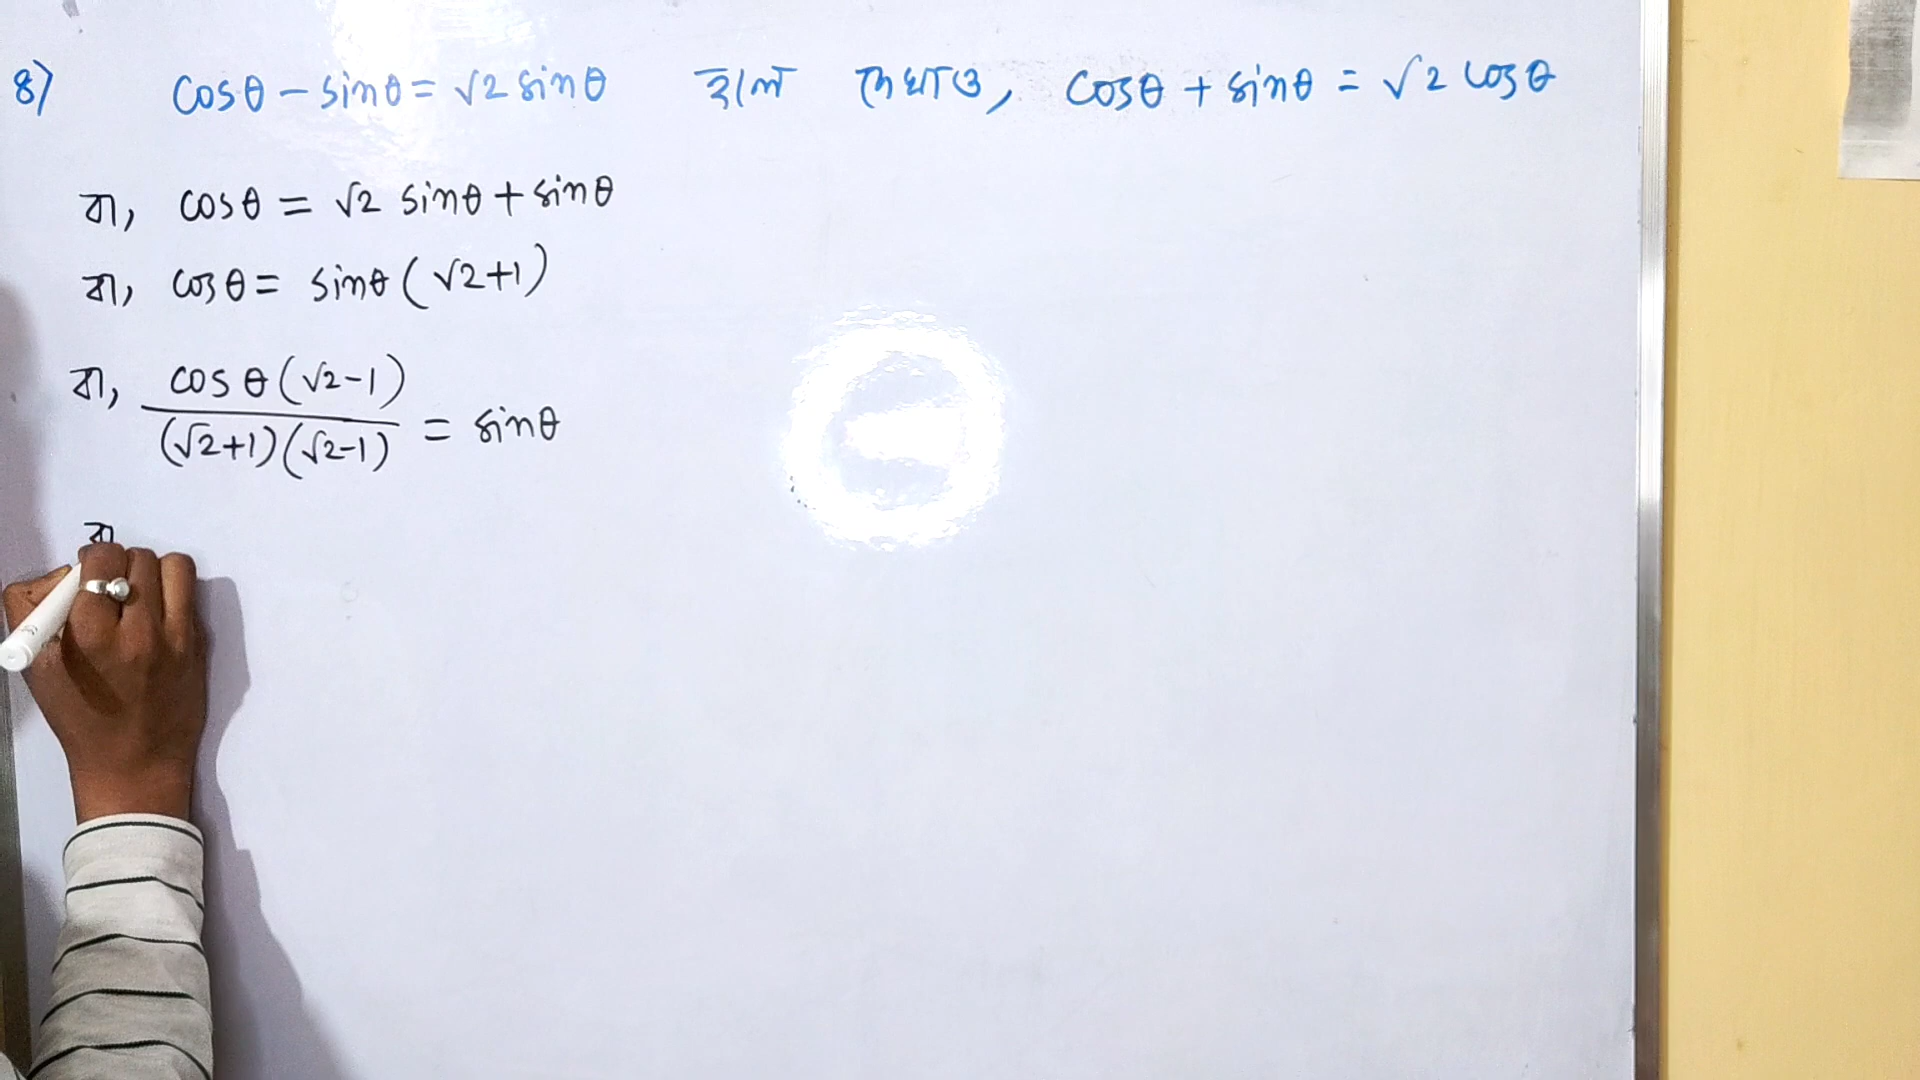 8) cosθ - sinθ = √2 sinθ হলে দেখাও, cosθ + sinθ = √2 cosθ
বা, cosθ = √2 sinθ + sinθ
বা, cosθ = sinθ (√2+1)
বা, cosθ(√2-1) / (√2+1)(√2-1) = sinθ
বা